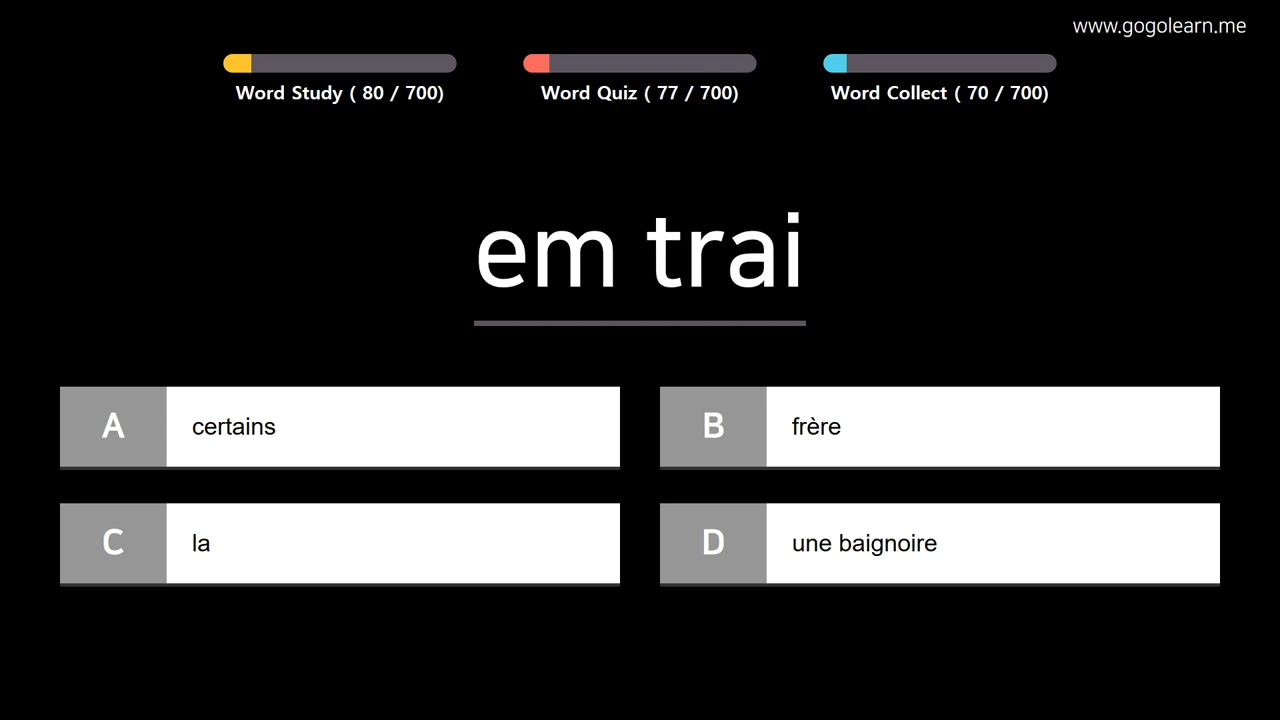 www.gogolearn.me
Word Study ( 80 / 700)
Word Quiz ( 77 / 700)
Word Collect ( 70 / 700)
em trai
A
certains
B
frère
C
la
D
une baignoire